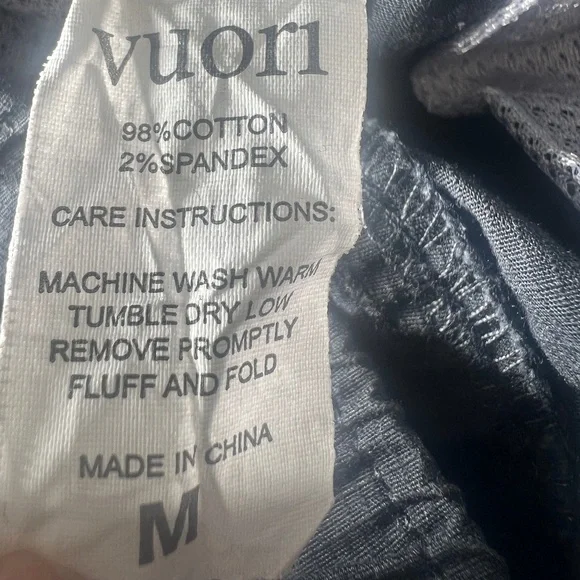 vuori
98%COTTON
2%SPANDEX
CARE INSTRUCTIONS:
MACHINE WASH WARM
TUMBLE DRY LOW
REMOVE PROMPTLY
FLUFF AND FOLD
MADE IN CHINA
M